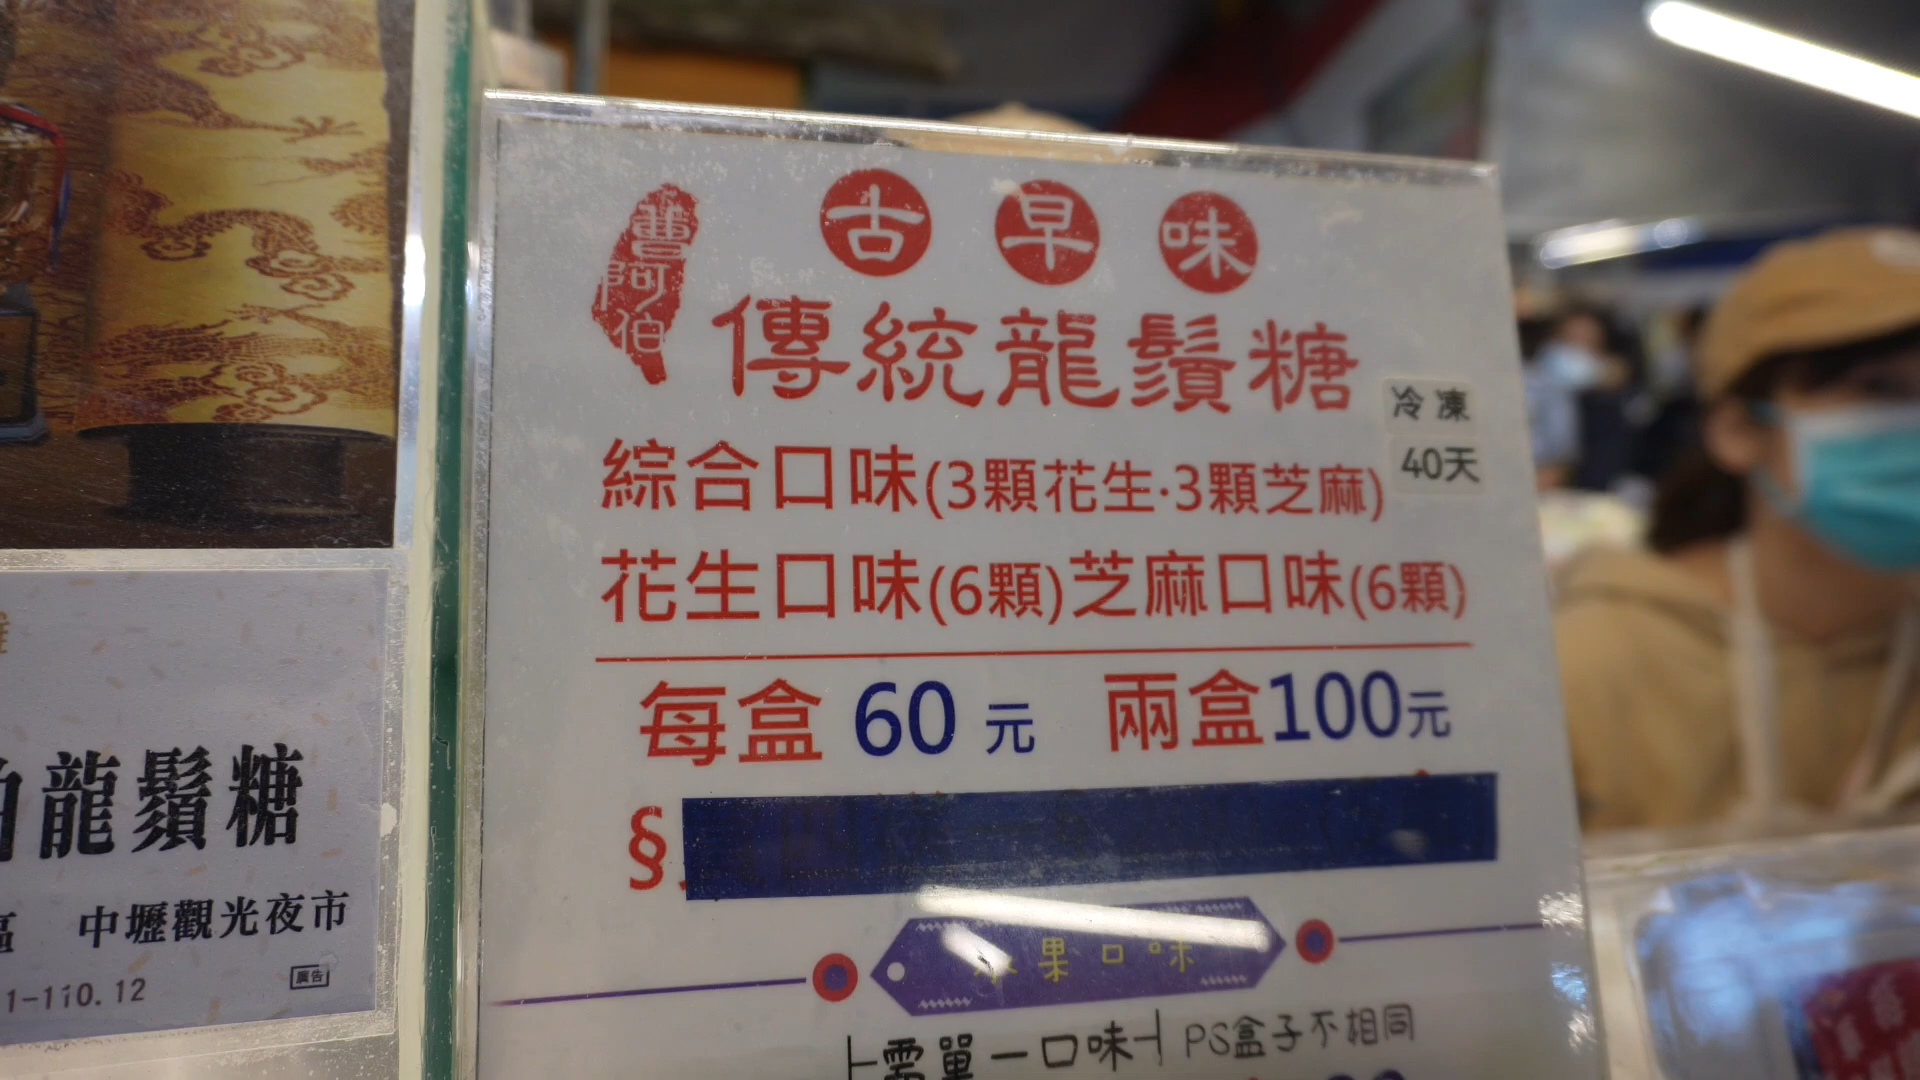 曹阿伯
古早味
傳統龍鬚糖
冷凍
40天
綜合口味(3顆花生·3顆芝麻)
花生口味(6顆)芝麻口味(6顆)
每盒 60 元 兩盒100元
§
果口味
需單一口味 PS盒子不相同
龍鬚糖
中壢觀光夜市
1-110.12
廣告